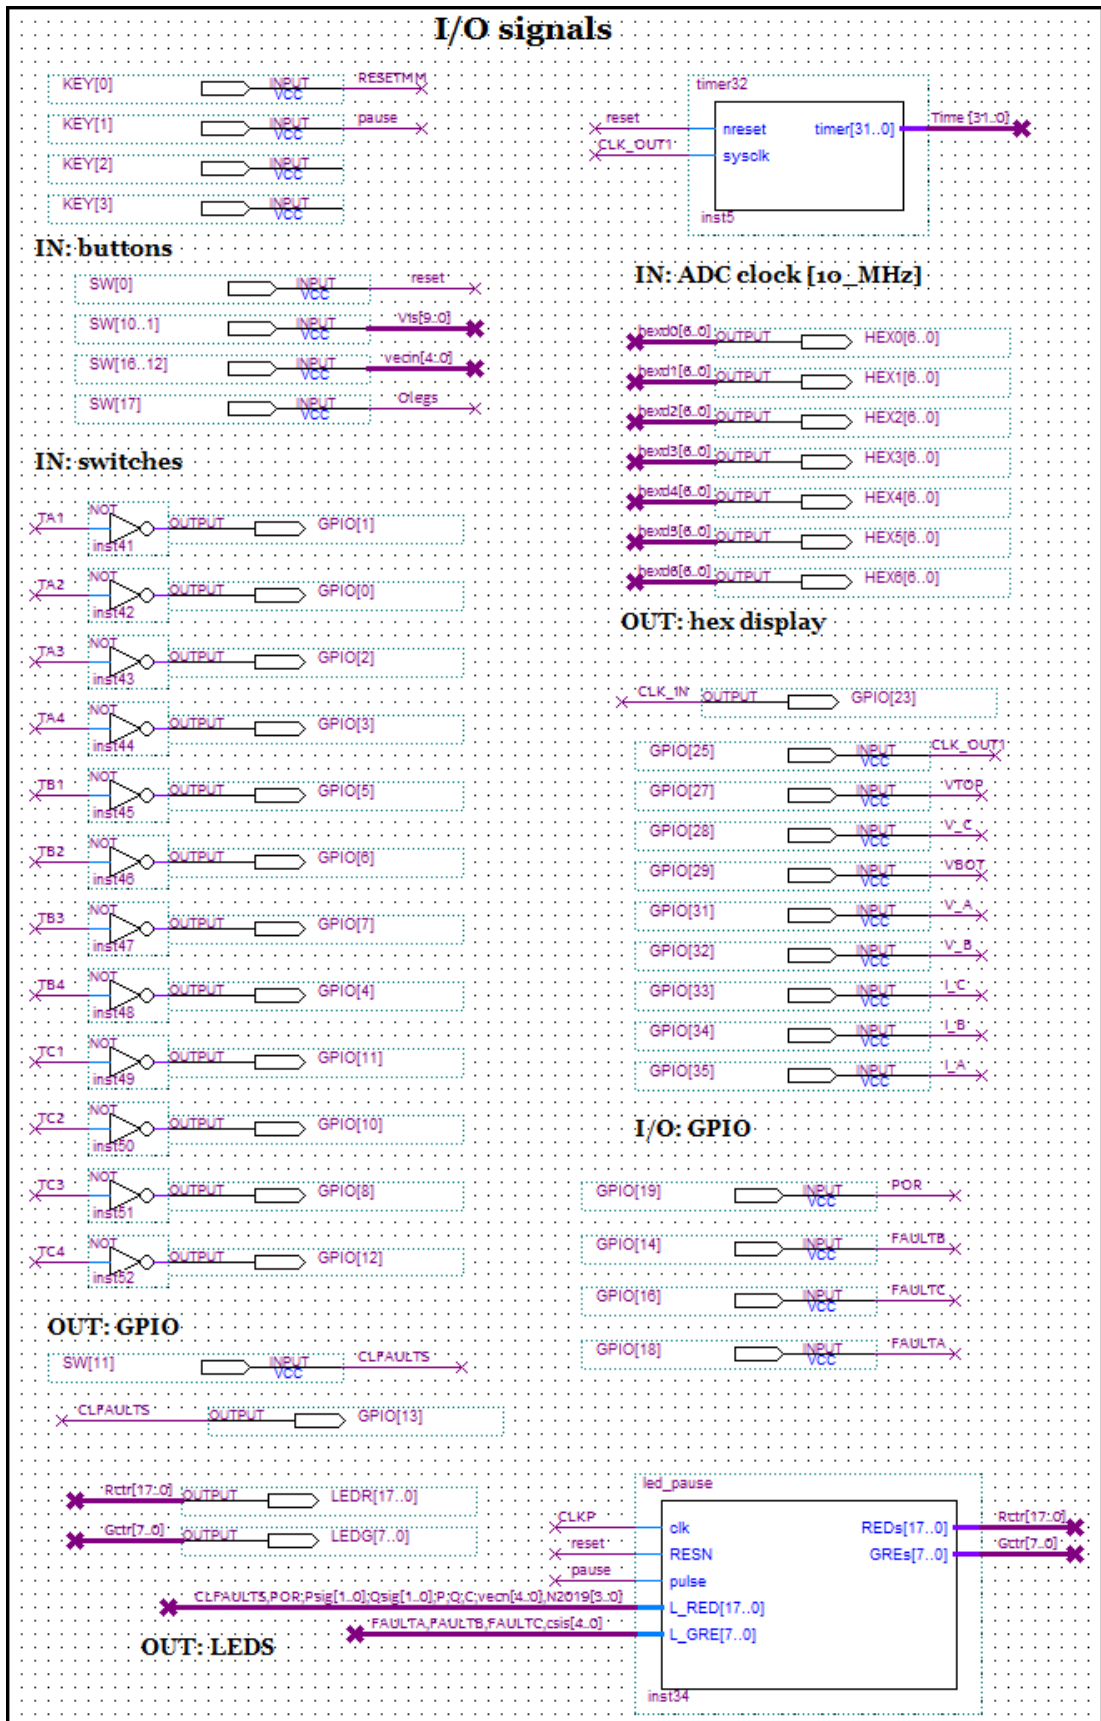 I/O signals
KEY[0] INPUT VCC RESETMM
KEY[1] INPUT VCC pause
KEY[2] INPUT VCC
KEY[3] INPUT VCC
IN: buttons
timer32
reset nreset timer[31..0] Time [31..0]
CLK_OUT1 sysclk
inst5
IN: ADC clock [10_MHz]
SW[0] INPUT VCC reset
SW[10..1] INPUT VCC V1s[9..0]
SW[16..12] INPUT VCC vecin[4..0]
SW[17] INPUT VCC Olegs
IN: switches
hexd0[6..0] OUTPUT HEX0[6..0]
hexd1[6..0] OUTPUT HEX1[6..0]
hexd2[6..0] OUTPUT HEX2[6..0]
hexd3[6..0] OUTPUT HEX3[6..0]
hexd4[6..0] OUTPUT HEX4[6..0]
hexd5[6..0] OUTPUT HEX5[6..0]
hexd6[6..0] OUTPUT HEX6[6..0]
OUT: hex display
TA1 NOT inst41 OUTPUT GPIO[1]
TA2 NOT inst42 OUTPUT GPIO[0]
TA3 NOT inst43 OUTPUT GPIO[2]
TA4 NOT inst44 OUTPUT GPIO[3]
TB1 NOT inst45 OUTPUT GPIO[5]
TB2 NOT inst46 OUTPUT GPIO[6]
TB3 NOT inst47 OUTPUT GPIO[7]
TB4 NOT inst48 OUTPUT GPIO[4]
TC1 NOT inst49 OUTPUT GPIO[11]
TC2 NOT inst50 OUTPUT GPIO[10]
TC3 NOT inst51 OUTPUT GPIO[8]
TC4 NOT inst52 OUTPUT GPIO[12]
OUT: GPIO
CLK_IN OUTPUT GPIO[23]
GPIO[25] INPUT VCC CLK_OUT1
GPIO[27] INPUT VCC VTOP
GPIO[28] INPUT VCC V_C
GPIO[29] INPUT VCC VBOT
GPIO[31] INPUT VCC V_A
GPIO[32] INPUT VCC V_B
GPIO[33] INPUT VCC I_C
GPIO[34] INPUT VCC I_B
GPIO[35] INPUT VCC I_A
I/O: GPIO
GPIO[19] INPUT VCC POR
GPIO[14] INPUT VCC FAULTB
GPIO[16] INPUT VCC FAULTC
GPIO[18] INPUT VCC FAULTA
SW[11] INPUT VCC CLFAULTS
CLFAULTS OUTPUT GPIO[13]
Rctr[17..0] OUTPUT LEDR[17..0]
Gctr[7..0] OUTPUT LEDG[7..0]
led_pause
CLKP clk REDs[17..0] Rctr[17..0]
reset RESN GREs[7..0] Gctr[7..0]
pause pulse
CLFAULTS,POR,Psig[1..0],Qsig[1..0],P,Q,C,vecn[4..0],N2019[3..0] L_RED[17..0]
FAULTA,FAULTB,FAULTC,csis[4..0] L_GRE[7..0]
OUT: LEDS
inst34